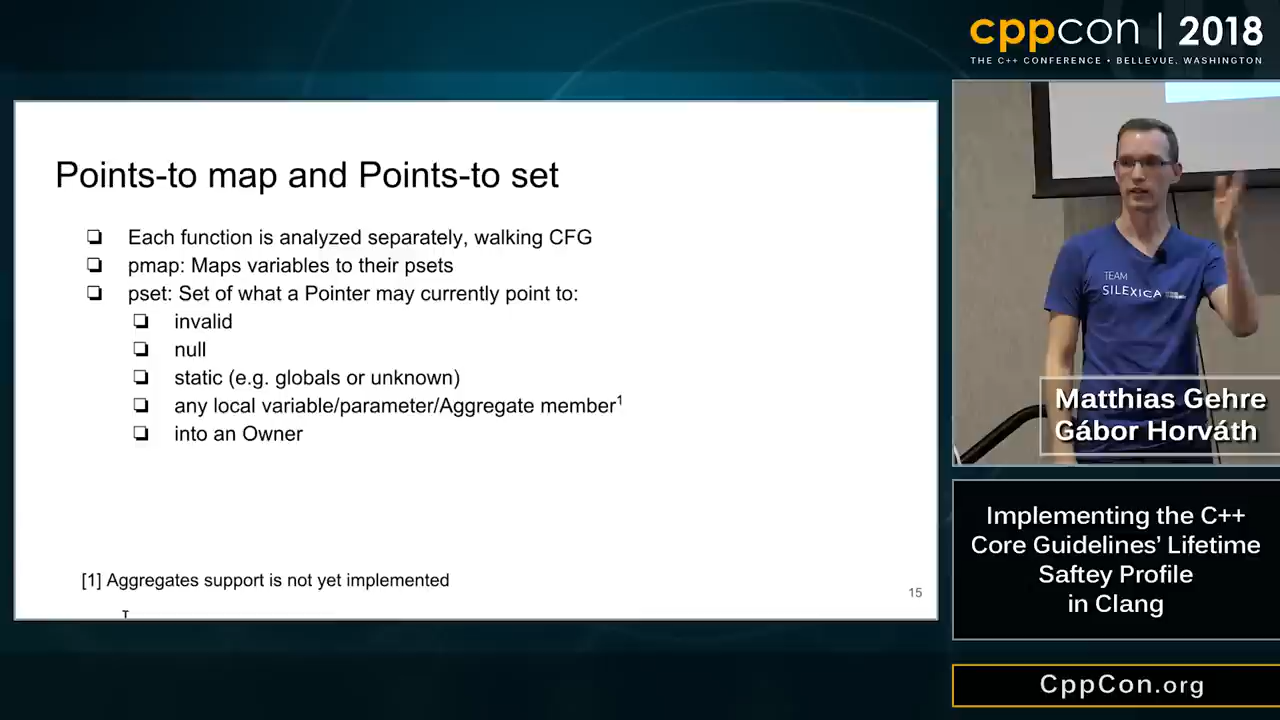 cppcon | 2018
THE C++ CONFERENCE • BELLEVUE, WASHINGTON
Points-to map and Points-to set
Each function is analyzed separately, walking CFG
pmap: Maps variables to their psets
pset: Set of what a Pointer may currently point to:
invalid
null
static (e.g. globals or unknown)
any local variable/parameter/Aggregate member¹
into an Owner
[1] Aggregates support is not yet implemented
15
TEAM
SILEXICA
Matthias Gehre
Gábor Horváth
Implementing the C++
Core Guidelines' Lifetime
Saftey Profile
in Clang
CppCon.org